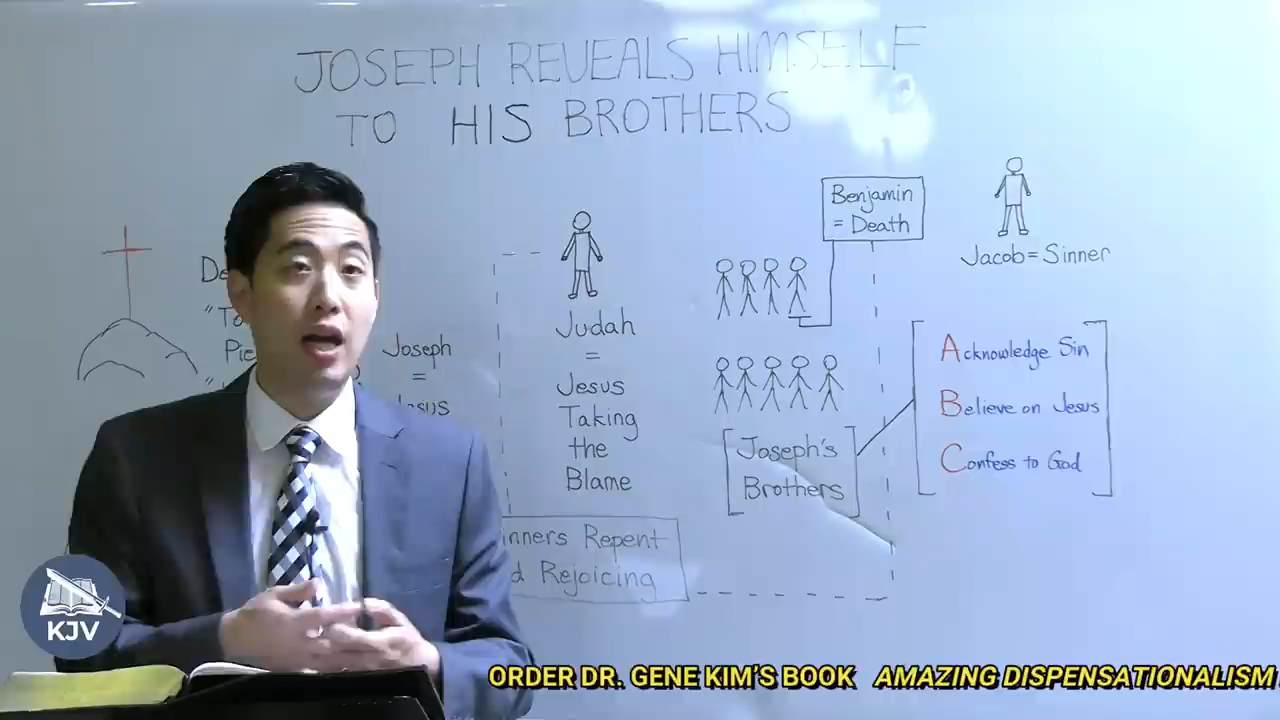 JOSEPH REVEALS HIMSELF
TO HIS BROTHERS
Benjamin
= Death
Jacob = Sinner
Judah
=
Jesus
Taking
the
Blame
Joseph
=
Jesus
Acknowledge Sin
Believe on Jesus
Confess to God
Joseph's
Brothers
Repent
Rejoicing
KJV
ORDER DR. GENE KIM'S BOOK AMAZING DISPENSATIONALISM